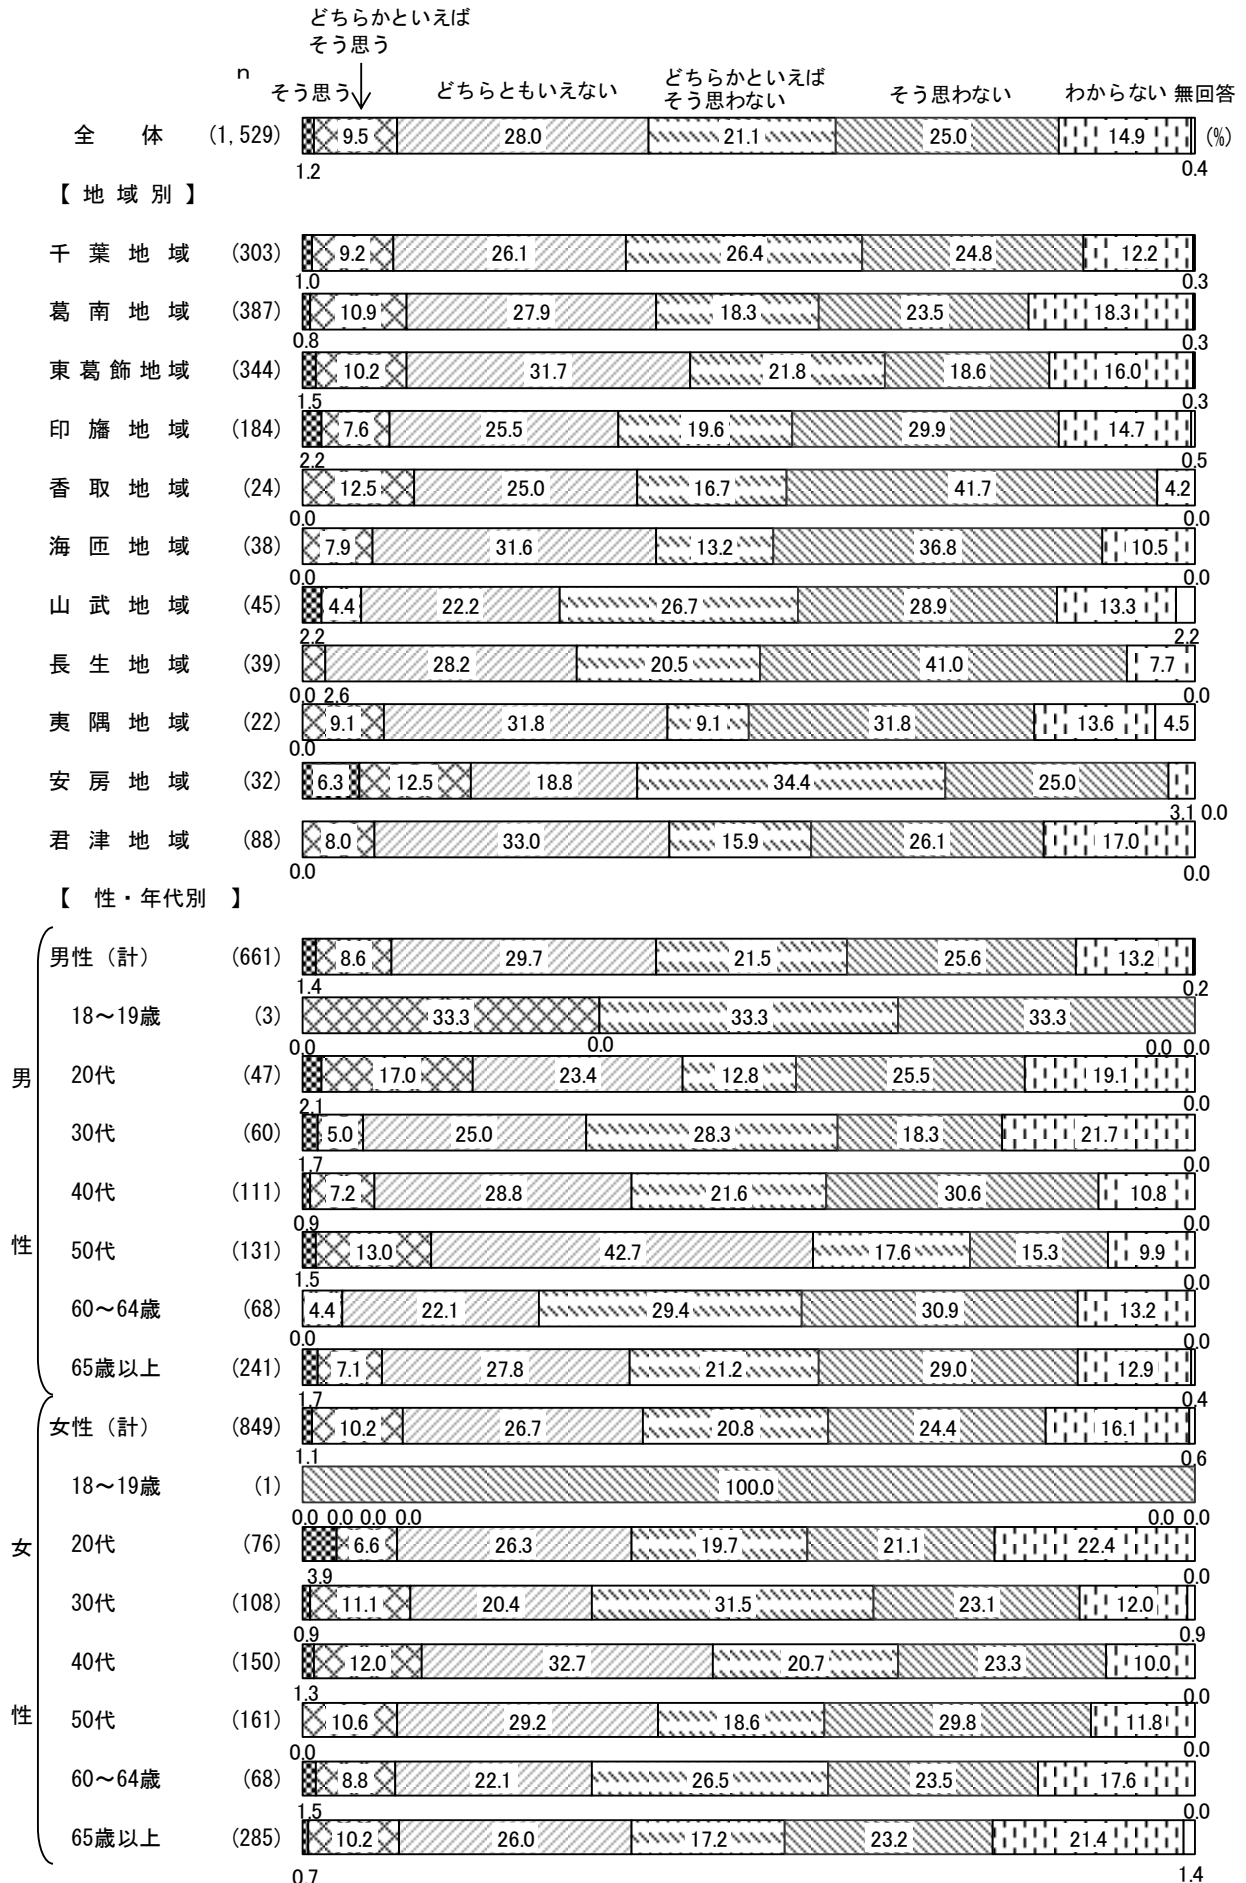 どちらかといえば
そう思う
n
そう思う
どちらともいえない
どちらかといえば
そう思わない
そう思わない
わからない
無回答
全体 (1,529) 9.5 28.0 21.1 25.0 14.9 (%)
1.2 0.4
【地域別】
千葉地域 (303) 9.2 26.1 26.4 24.8 12.2
1.0 0.3
葛南地域 (387) 10.9 27.9 18.3 23.5 18.3
0.8 0.3
東葛飾地域 (344) 10.2 31.7 21.8 18.6 16.0
1.5 0.3
印旛地域 (184) 7.6 25.5 19.6 29.9 14.7
2.2 0.5
香取地域 (24) 12.5 25.0 16.7 41.7 4.2
0.0 0.0
海匝地域 (38) 7.9 31.6 13.2 36.8 10.5
0.0 0.0
山武地域 (45) 4.4 22.2 26.7 28.9 13.3
2.2 2.2
長生地域 (39) 28.2 20.5 41.0 7.7
0.0 2.6 0.0
夷隅地域 (22) 9.1 31.8 9.1 31.8 13.6 4.5
0.0
安房地域 (32) 6.3 12.5 18.8 34.4 25.0
3.1 0.0
君津地域 (88) 8.0 33.0 15.9 26.1 17.0
0.0 0.0
【 性・年代別 】
男性
男性（計） (661) 8.6 29.7 21.5 25.6 13.2
1.4 0.2
18～19歳 (3) 33.3 33.3 33.3
0.0 0.0 0.0 0.0
20代 (47) 17.0 23.4 12.8 25.5 19.1
2.1 0.0
30代 (60) 5.0 25.0 28.3 18.3 21.7
1.7 0.0
40代 (111) 7.2 28.8 21.6 30.6 10.8
0.9 0.0
50代 (131) 13.0 42.7 17.6 15.3 9.9
1.5 0.0
60～64歳 (68) 4.4 22.1 29.4 30.9 13.2
0.0 0.0
65歳以上 (241) 7.1 27.8 21.2 29.0 12.9
1.7 0.4
女性
女性（計） (849) 10.2 26.7 20.8 24.4 16.1
1.1 0.6
18～19歳 (1) 100.0
0.0 0.0 0.0 0.0 0.0 0.0
20代 (76) 6.6 26.3 19.7 21.1 22.4
3.9 0.0
30代 (108) 11.1 20.4 31.5 23.1 12.0
0.9 0.9
40代 (150) 12.0 32.7 20.7 23.3 10.0
1.3 0.0
50代 (161) 10.6 29.2 18.6 29.8 11.8
0.0 0.0
60～64歳 (68) 8.8 22.1 26.5 23.5 17.6
1.5 0.0
65歳以上 (285) 10.2 26.0 17.2 23.2 21.4
0.7 1.4